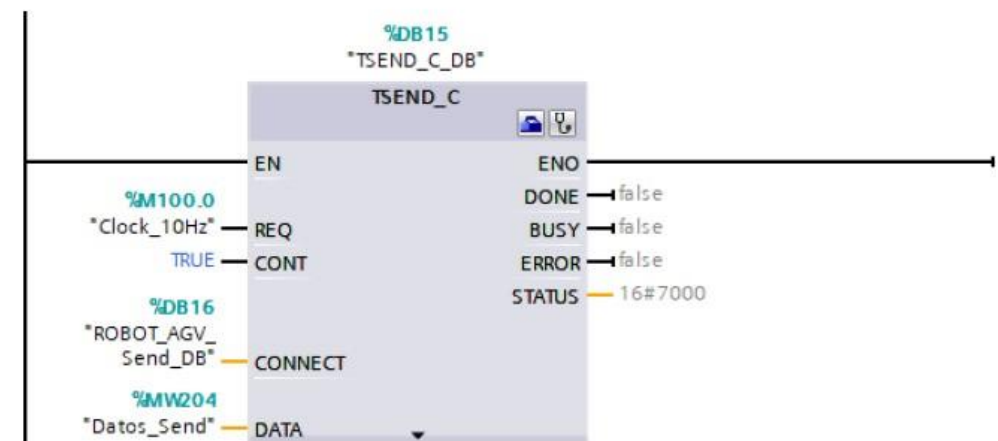 %DB15
"TSEND_C_DB"
TSEND_C
EN ENO
%M100.0
"Clock_10Hz" REQ DONE false
BUSY false
TRUE CONT ERROR false
STATUS 16#7000
%DB16
"ROBOT_AGV_
Send_DB" CONNECT
%MW204
"Datos_Send" DATA